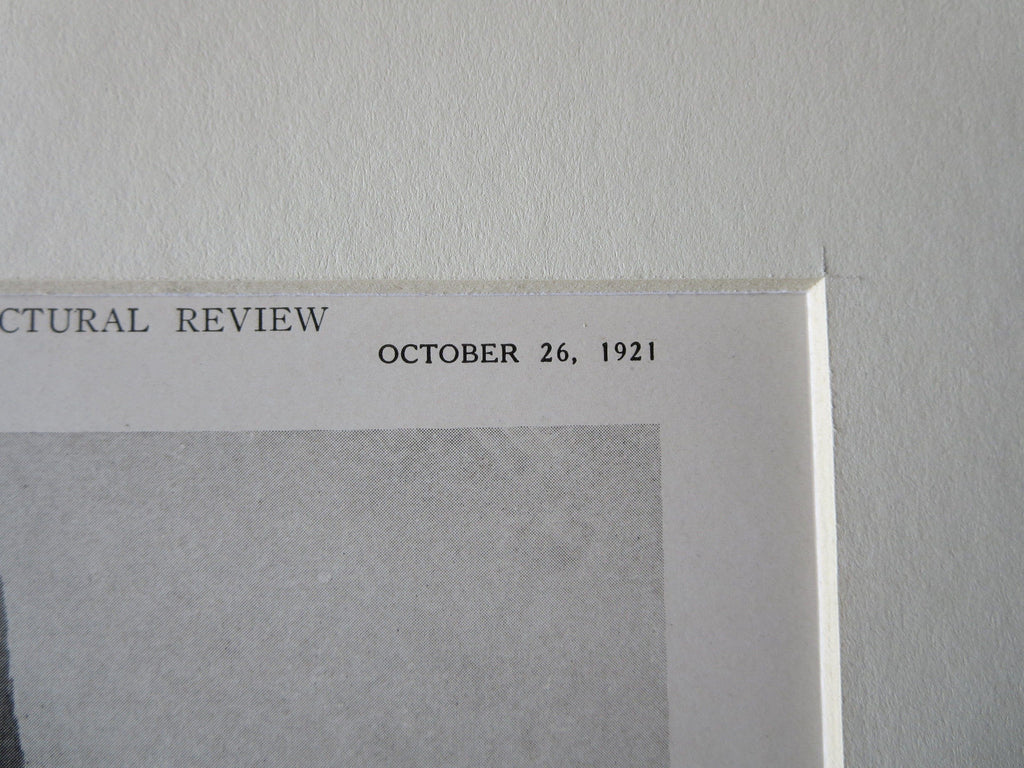 CTURAL REVIEW
OCTOBER 26, 1921